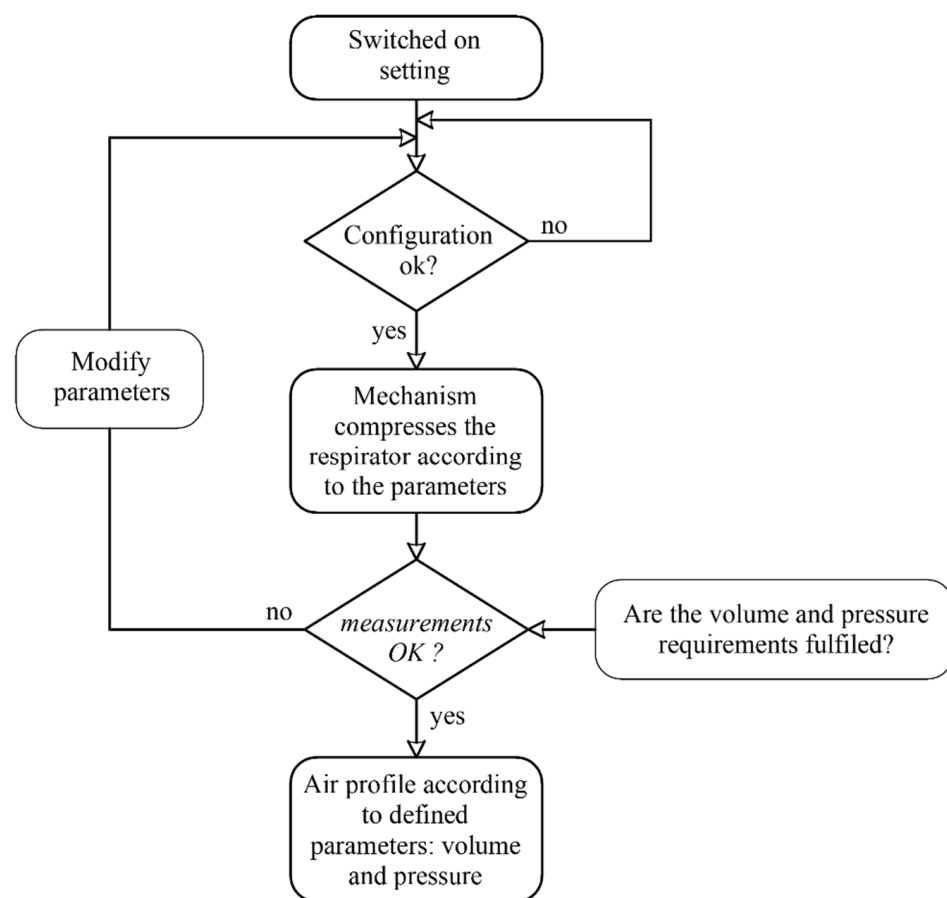 Switched on
setting
Configuration
ok?
no
yes
Modify
parameters
Mechanism
compresses the
respirator according
to the parameters
no
measurements
OK ?
Are the volume and pressure
requirements fulfiled?
yes
Air profile according
to defined
parameters: volume
and pressure